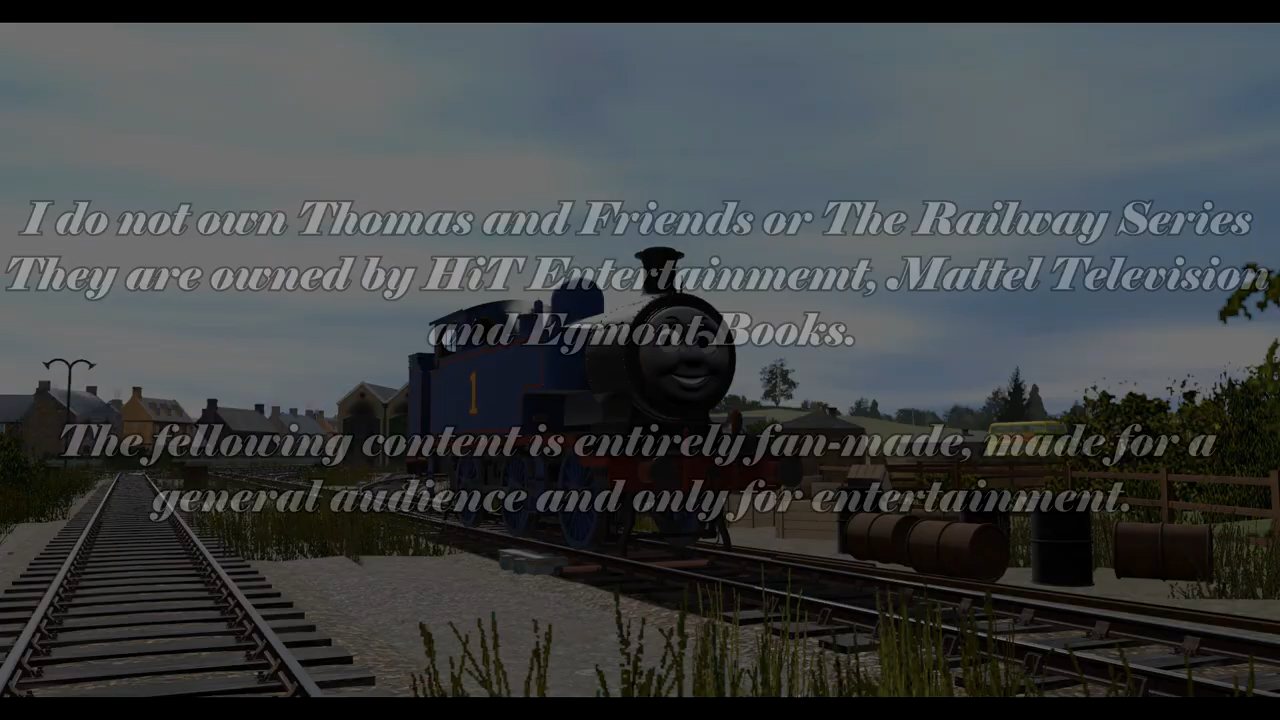 I do not own Thomas and Friends or The Railway Series
They are owned by HiT Entertainmemt, Mattel Television
and Egmont Books.
The fellowing content is entirely fan-made, made for a
general audience and only for entertainment.
1